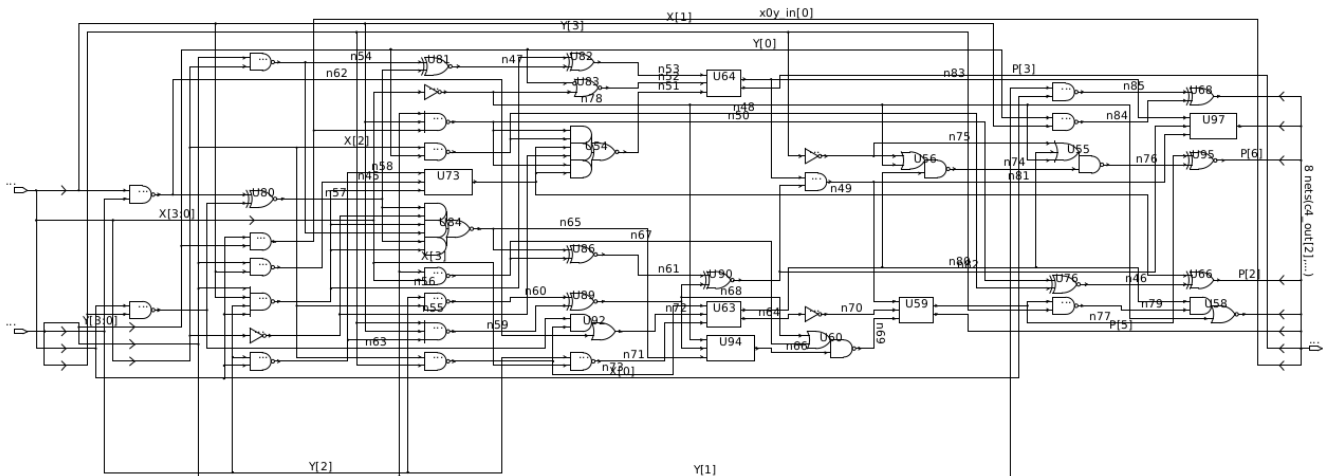 x0y_in[0]
X[1]
Y[3]
Y[0]
n54
U81
n47
U82
n53
n52
U64
n83
P[3]
n62
U83
n51
n85
U68
n78
n48
n50
n84
U97
X[2]
U54
n75
U56
U55
n58
n45
U73
n74
n76
U95
P[6]
n81
U80
n57
n49
X[3:0]
U84
n65
n67
8 nets(c4_out[2],...)
X[3]
U86
n61
U90
n82
U76
n46
U66
P[2]
n56
n60
U89
n68
n55
n72
U63
n64
n70
U59
n79
U58
Y[3:0]
U92
n59
n77
P[5]
n63
U94
n66
U60
n69
n71
n73
X[0]
Y[2]
Y[1]